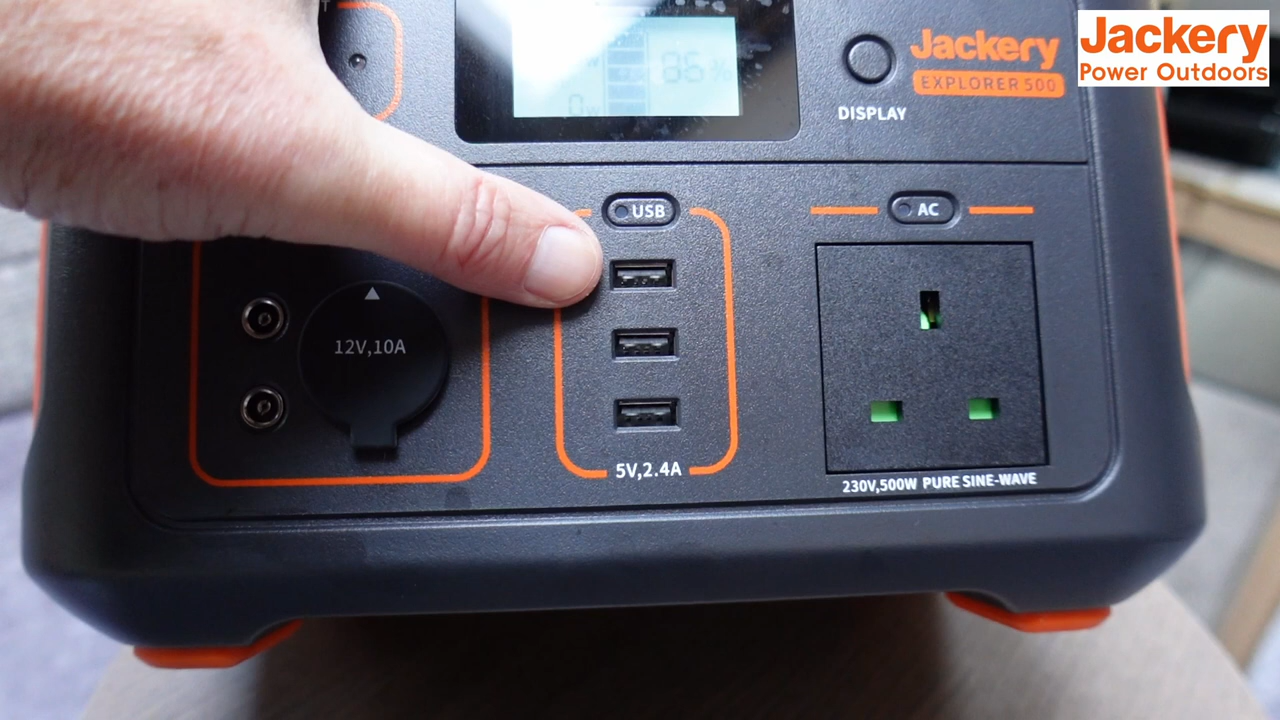 Jackery
EXPLORER 500
DISPLAY
Jackery
Power Outdoors
USB
AC
12V,10A
5V,2.4A
230V,500W PURE SINE-WAVE